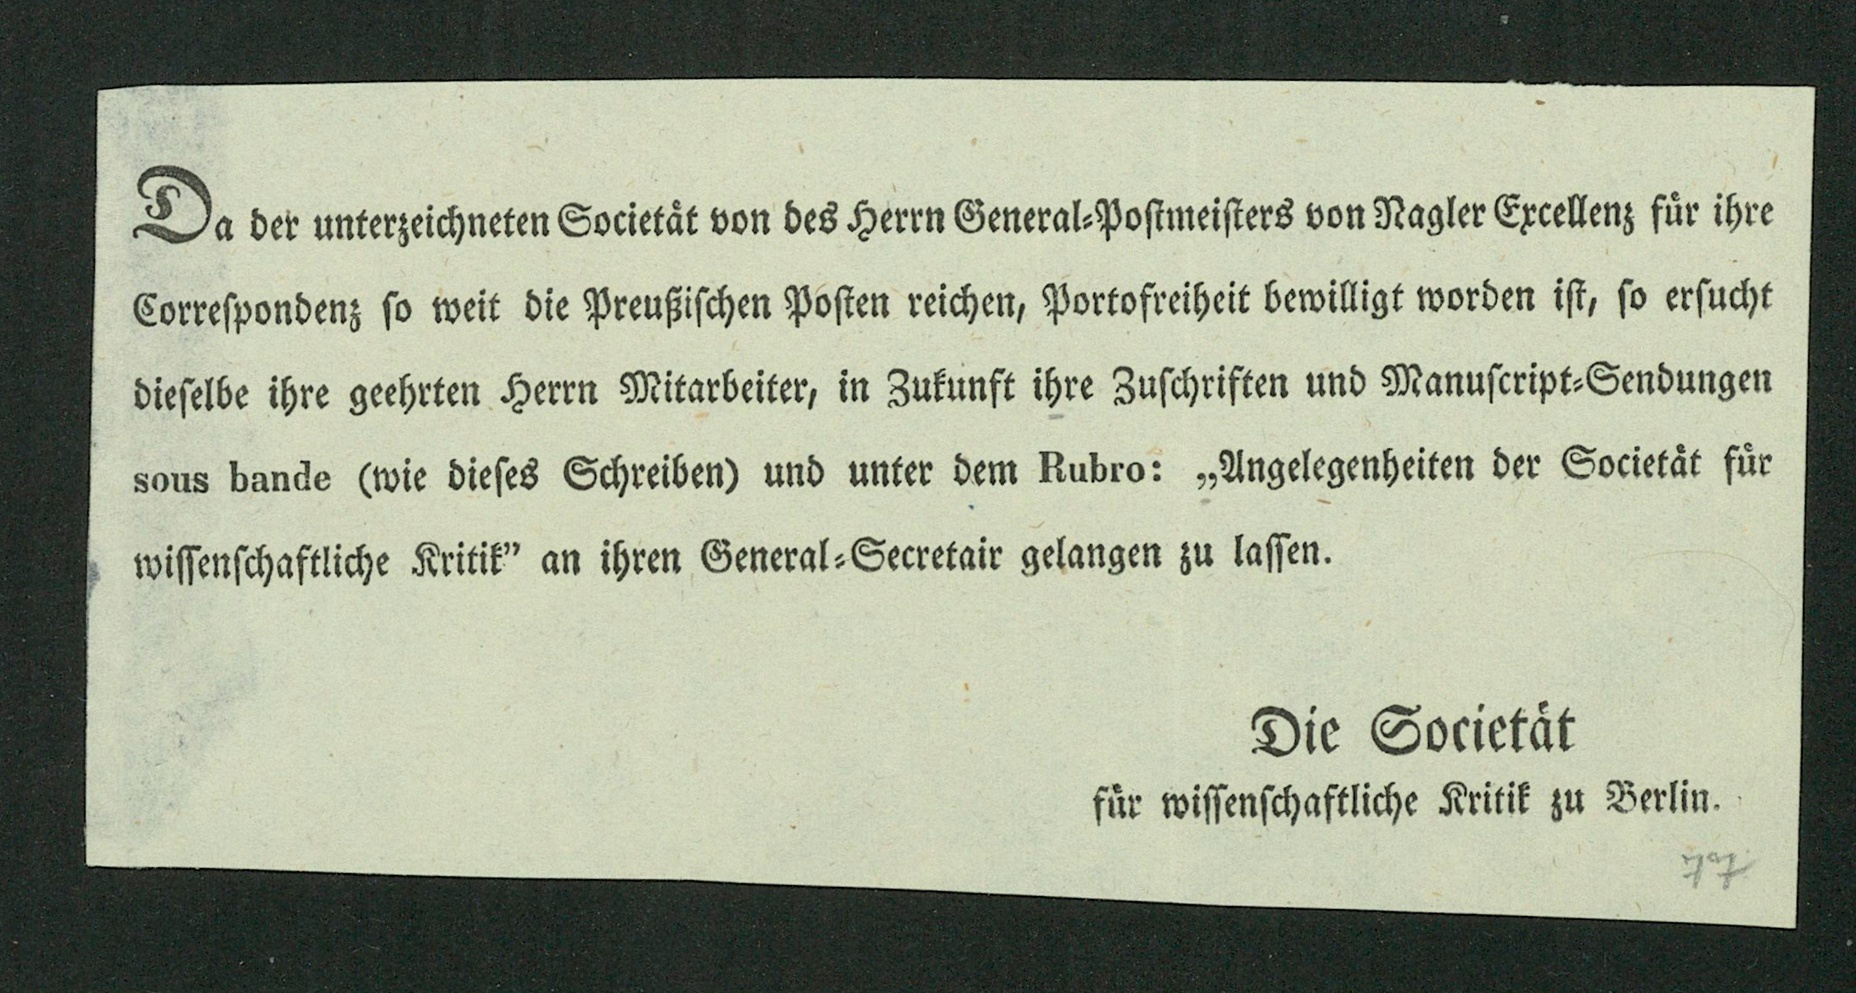 Da der unterzeichneten Societät von des Herrn General-Postmeisters von Nagler Excellenz für ihre
Correspondenz so weit die Preußischen Posten reichen, Portofreiheit bewilligt worden ist, so ersucht
dieselbe ihre geehrten Herrn Mitarbeiter, in Zukunft ihre Zuschriften und Manuscript-Sendungen
sous bande (wie dieses Schreiben) und unter dem Rubro: „Angelegenheiten der Societät für
wissenschaftliche Kritik” an ihren General-Secretair gelangen zu lassen.
Die Societät
für wissenschaftliche Kritik zu Berlin.